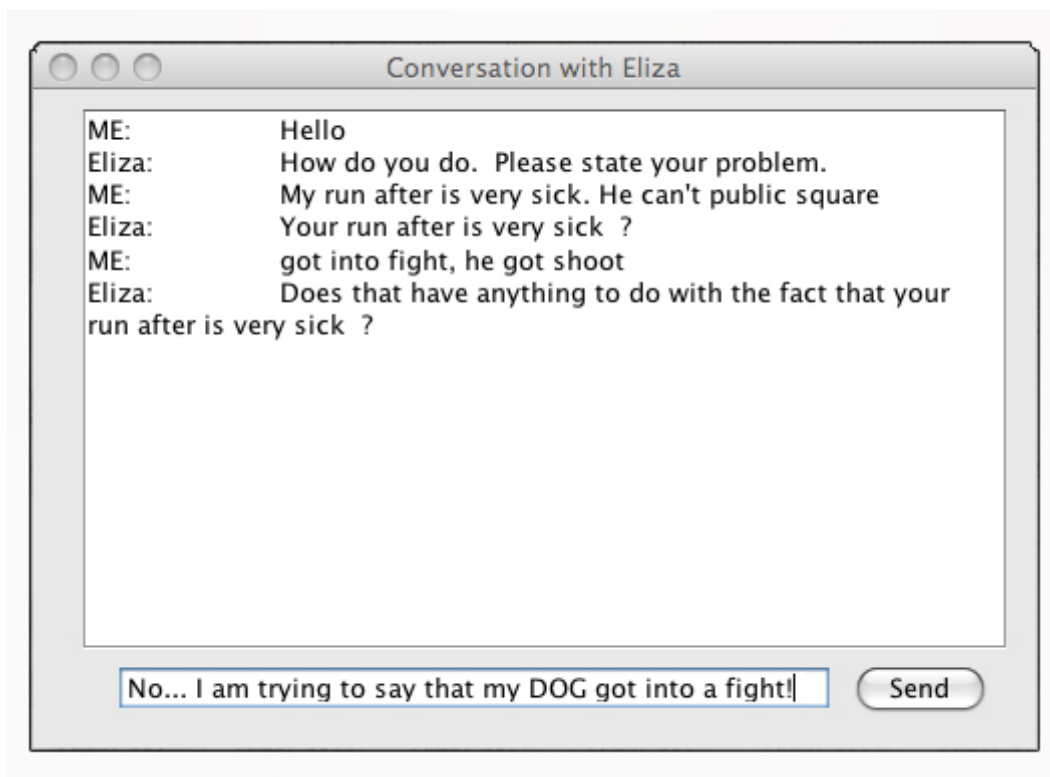 Conversation with Eliza
ME: Hello
Eliza: How do you do.  Please state your problem.
ME: My run after is very sick. He can't public square
Eliza: Your run after is very sick  ?
ME: got into fight, he got shoot
Eliza: Does that have anything to do with the fact that your
run after is very sick  ?
No... I am trying to say that my DOG got into a fight!
Send